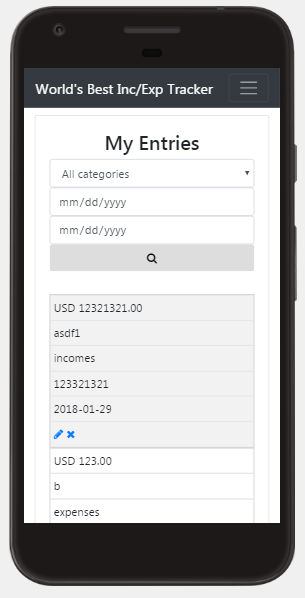 World's Best Inc/Exp Tracker
My Entries
All categories
mm/dd/yyyy
mm/dd/yyyy
USD 12321321.00
asdf1
incomes
123321321
2018-01-29
USD 123.00
b
expenses